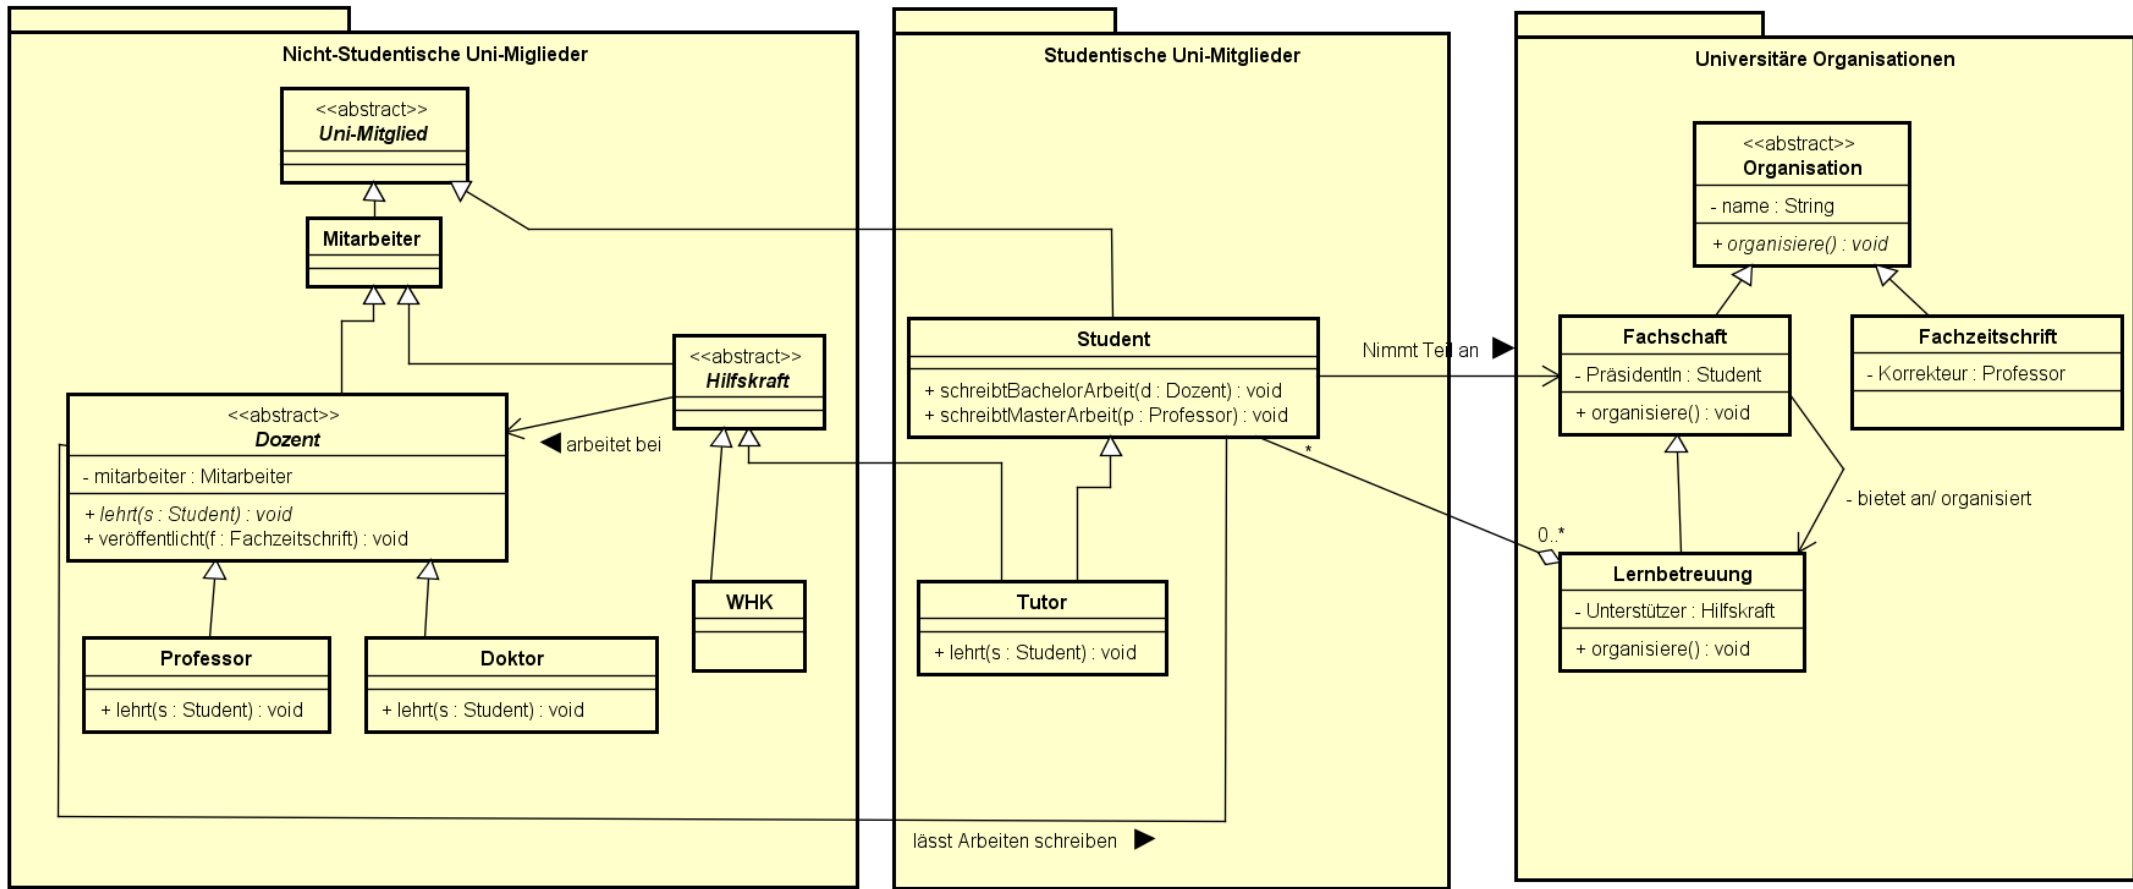 Nicht-Studentische Uni-Miglieder
<<abstract>>
Uni-Mitglied
Mitarbeiter
<<abstract>>
Hilfskraft
arbeitet bei
<<abstract>>
Dozent
- mitarbeiter : Mitarbeiter
+ lehrt(s : Student) : void
+ veröffentlicht(f : Fachzeitschrift) : void
WHK
Professor
+ lehrt(s : Student) : void
Doktor
+ lehrt(s : Student) : void
Studentische Uni-Mitglieder
Student
+ schreibtBachelorArbeit(d : Dozent) : void
+ schreibtMasterArbeit(p : Professor) : void
Nimmt Teil an
*
0..*
Tutor
+ lehrt(s : Student) : void
lässt Arbeiten schreiben
Universitäre Organisationen
<<abstract>>
Organisation
- name : String
+ organisiere() : void
Fachschaft
- PräsidentIn : Student
+ organisiere() : void
Fachzeitschrift
- Korrekteur : Professor
- bietet an/ organisiert
Lernbetreuung
- Unterstützer : Hilfskraft
+ organisiere() : void